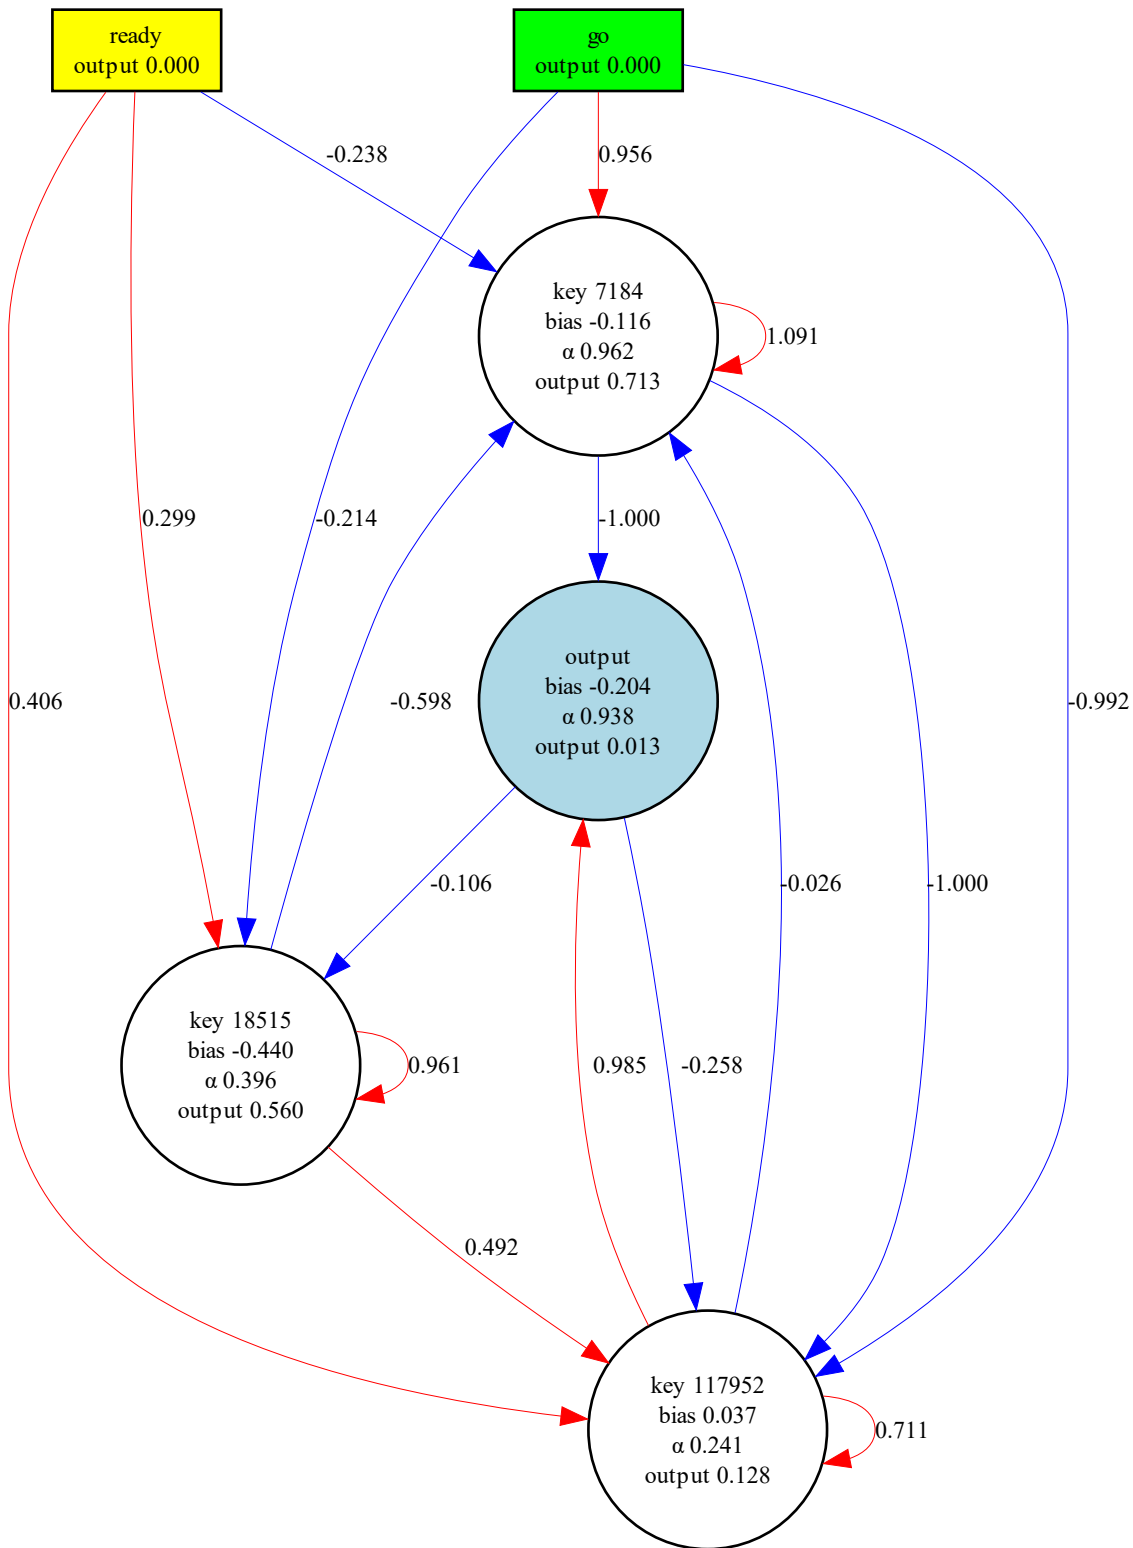 ready
output 0.000
go
output 0.000
-0.238
0.956
key 7184
bias -0.116
α 0.962
output 0.713
1.091
0.299
-0.214
-1.000
0.406
-0.598
output
bias -0.204
α 0.938
output 0.013
-0.992
-0.106
-0.026
-1.000
key 18515
bias -0.440
α 0.396
output 0.560
0.961
0.985
-0.258
0.492
key 117952
bias 0.037
α 0.241
output 0.128
0.711